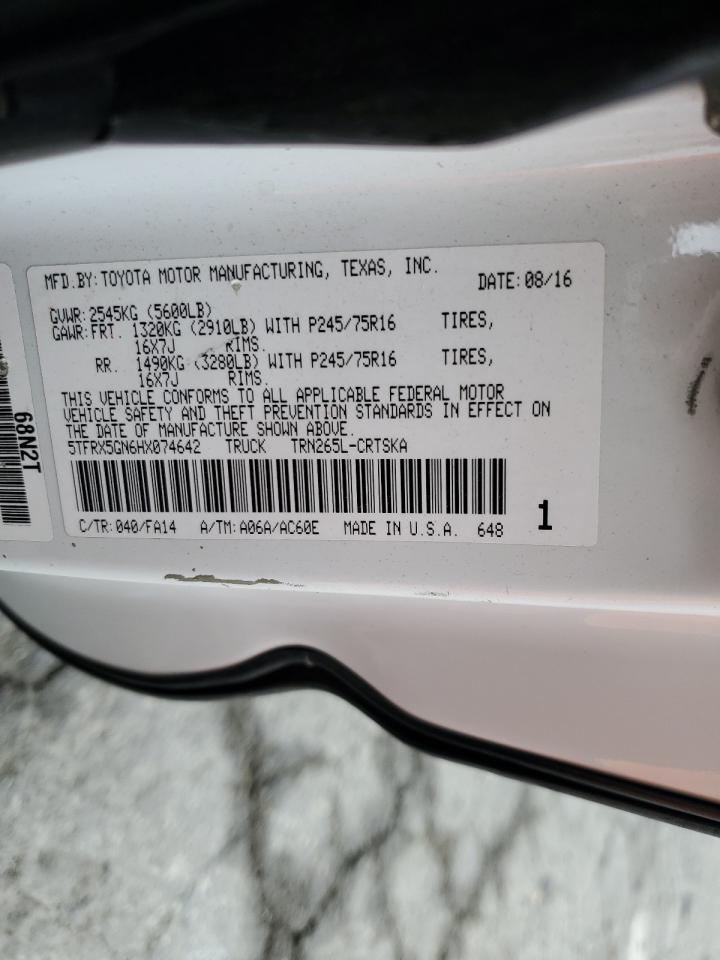 MFD.BY:TOYOTA MOTOR MANUFACTURING, TEXAS, INC. DATE:08/16
GVWR:2545KG (5600LB)
GAWR:FRT. 1320KG (2910LB) WITH P245/75R16 TIRES,
16X7J RIMS.
RR. 1490KG (3280LB) WITH P245/75R16 TIRES,
16X7J RIMS.
THIS VEHICLE CONFORMS TO ALL APPLICABLE FEDERAL MOTOR
VEHICLE SAFETY AND THEFT PREVENTION STANDARDS IN EFFECT ON
THE DATE OF MANUFACTURE SHOWN ABOVE.
5TFRX5GN6HX074642 TRUCK TRN265L-CRTSKA
C/TR:040/FA14 A/TM:A06A/AC60E MADE IN U.S.A. 648 1
68N2T